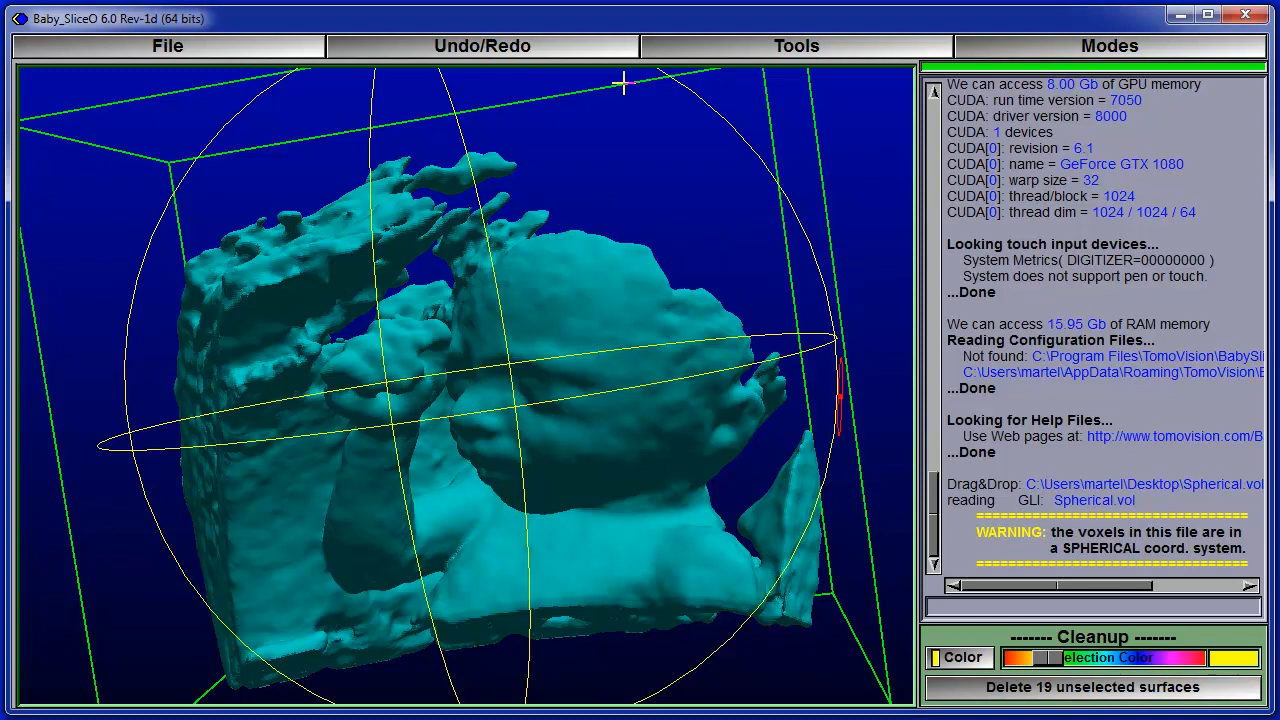 Baby_SliceO 6.0 Rev-1d (64 bits)
File Undo/Redo Tools Modes
We can access 8.00 Gb of GPU memory
CUDA: run time version = 7050
CUDA: driver version = 8000
CUDA: 1 devices
CUDA[0]: revision = 6.1
CUDA[0]: name = GeForce GTX 1080
CUDA[0]: warp size = 32
CUDA[0]: thread/block = 1024
CUDA[0]: thread dim = 1024 / 1024 / 64
Looking touch input devices...
System Metrics( DIGITIZER=00000000 )
System does not support pen or touch.
...Done
We can access 15.95 Gb of RAM memory
Reading Configuration Files...
Not found: C:\Program Files\TomoVision\BabySli
C:\Users\martel\AppData\Roaming\TomoVision\B
...Done
Looking for Help Files...
Use Web pages at: http://www.tomovision.com/B
...Done
Drag&Drop: C:\Users\martel\Desktop\Spherical.vol
reading GLI: Spherical.vol
==================================
WARNING: the voxels in this file are in
a SPHERICAL coord. system.
==================================
------- Cleanup -------
Color election Color
Delete 19 unselected surfaces